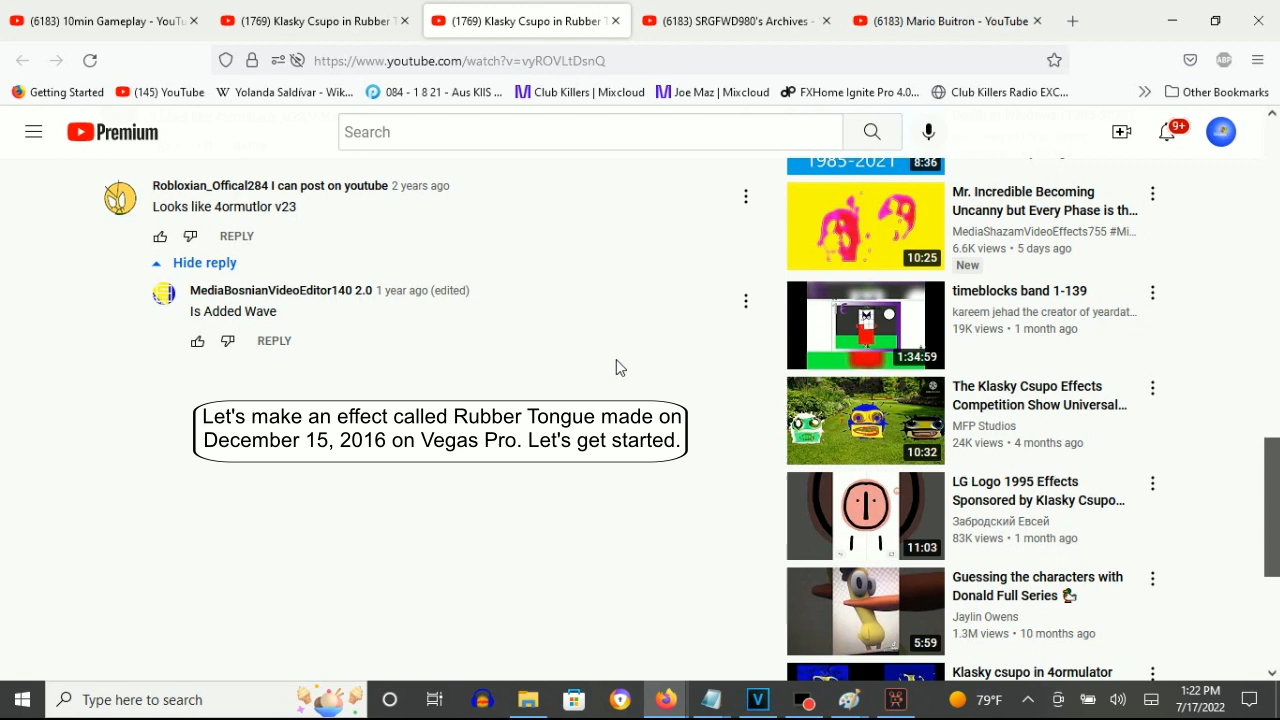 (6183) 10min Gameplay - YouTu
(1769) Klasky Csupo in Rubber T
(1769) Klasky Csupo in Rubber T
(6183) SRGFWD980's Archives -
(6183) Mario Buitron - YouTube
https://www.youtube.com/watch?v=vyROVLtDsnQ
ABP
Getting Started
(145) YouTube
Yolanda Saldívar - Wik...
084 - 1 8 21 - Aus KIIS ...
Club Killers | Mixcloud
Joe Maz | Mixcloud
FXHome Ignite Pro 4.0...
Club Killers Radio EXC...
Other Bookmarks
Premium
Search
9+
Robloxian_Offical284 I can post on youtube 2 years ago
Looks like 4ormutlor v23
REPLY
Hide reply
MediaBosnianVideoEditor140 2.0 1 year ago (edited)
Is Added Wave
REPLY
Let's make an effect called Rubber Tongue made on
December 15, 2016 on Vegas Pro. Let's get started.
1985-2021
8:36
Mr. Incredible Becoming
Uncanny but Every Phase is th...
MediaShazamVideoEffects755 #Mi...
6.6K views • 5 days ago
New
10:25
timeblocks band 1-139
kareem jehad the creator of yeardat...
19K views • 1 month ago
1:34:59
The Klasky Csupo Effects
Competition Show Universal...
MFP Studios
24K views • 4 months ago
10:32
LG Logo 1995 Effects
Sponsored by Klasky Csupo...
Забродский Евсей
83K views • 1 month ago
11:03
Guessing the characters with
Donald Full Series
Jaylin Owens
1.3M views • 10 months ago
5:59
Klasky csupo in 4ormulator
Type here to search
79°F
1:22 PM
7/17/2022